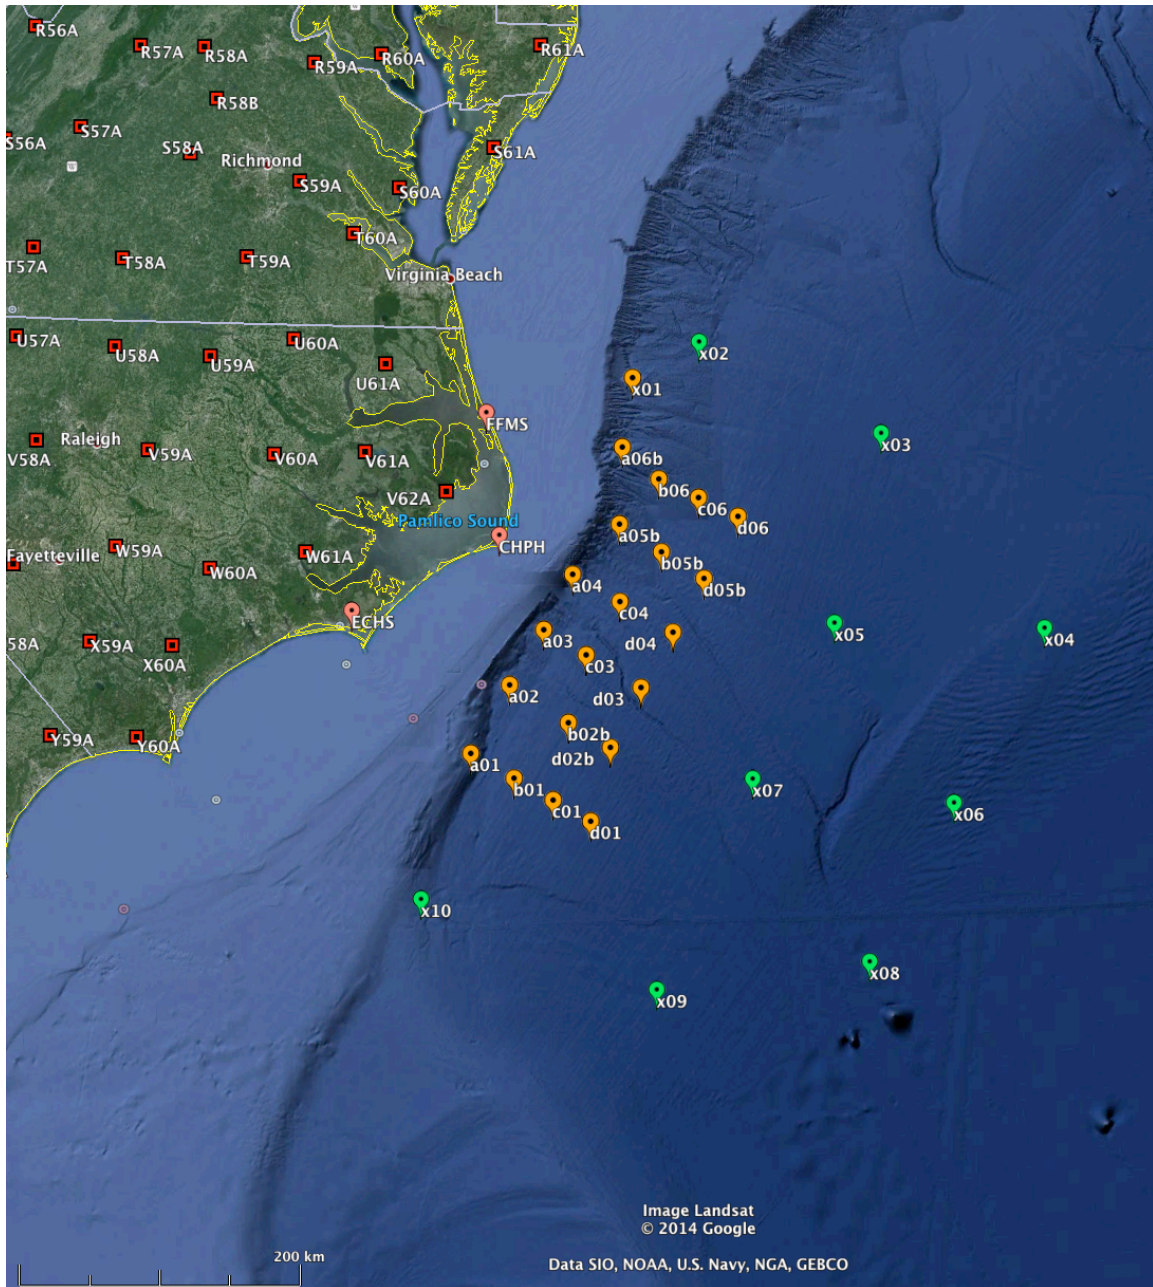 R56A
R57A
R58A
R59A
R60A
R61A
R58B
S56A
S57A
S58A
Richmond
S59A
S60A
S61A
T57A
T58A
T59A
T60A
Virginia Beach
U57A
U58A
U59A
U60A
U61A
x02
x01
FFMS
V58A
Raleigh
V59A
V60A
V61A
V62A
a06b
x03
b06
c06
d06
Pamlico Sound
CHPH
a05b
b05b
d05b
Fayetteville
W59A
W60A
W61A
a04
ECHS
c04
58A
X59A
X60A
a03
d04
x05
x04
c03
a02
d03
Y59A
Y60A
b02b
d02b
a01
b01
x07
c01
x06
d01
x10
x08
x09
200 km
Image Landsat
© 2014 Google
Data SIO, NOAA, U.S. Navy, NGA, GEBCO